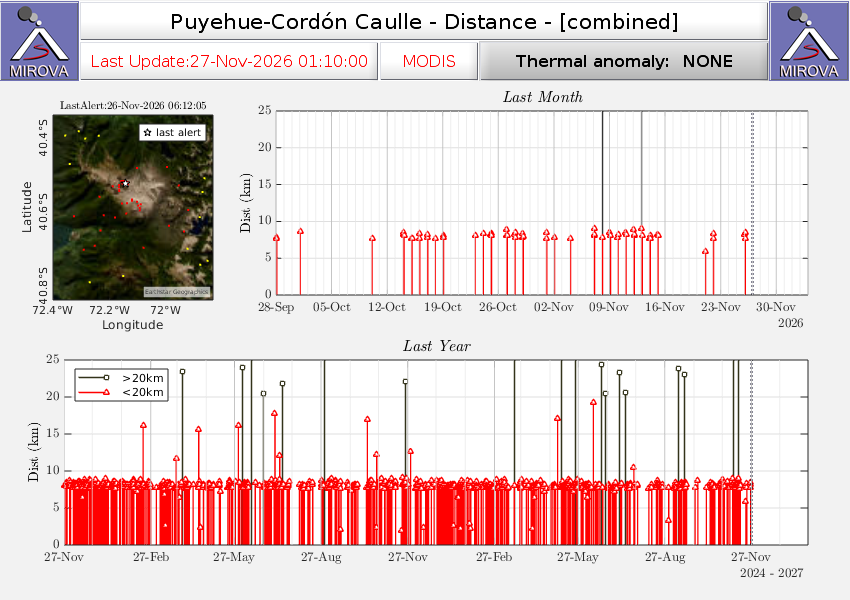 Puyehue-Cordón Caulle - Distance - [combined]
MIROVA
Last Update:27-Nov-2026 01:10:00
MODIS
Thermal anomaly: NONE
MIROVA
LastAlert:26-Nov-2026 06:12:05
last alert
Latitude
40.4°S
40.6°S
40.8°S
Earthstar Geographics
72.4°W
72.2°W
72°W
Longitude
Last Month
Dist (km)
25
20
15
10
5
0
28-Sep
05-Oct
12-Oct
19-Oct
26-Oct
02-Nov
09-Nov
16-Nov
23-Nov
30-Nov
2026
Last Year
Dist (km)
25
20
15
10
5
0
>20km
<20km
27-Nov
27-Feb
27-May
27-Aug
27-Nov
27-Feb
27-May
27-Aug
27-Nov
2024 - 2027